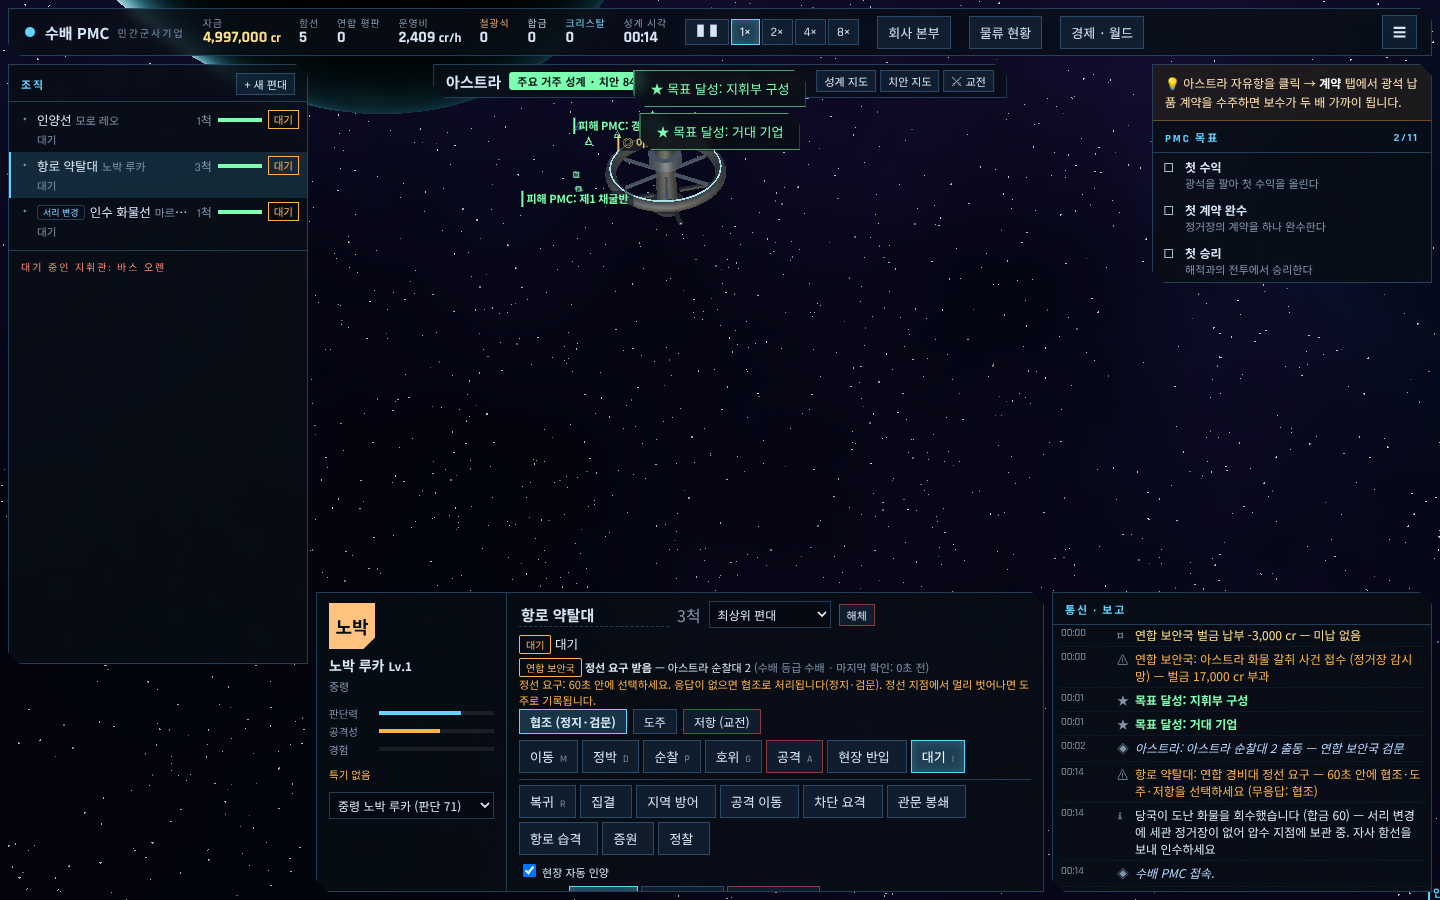 수배 PMC 민간군사기업
자금 4,997,000 cr
함선 5
연합 평판 0
운영비 2,409 cr/h
철광석 0
합금 0
크리스탈 0
성계 시각 00:14
❚❚ 1× 2× 4× 8×
회사 본부 물류 현황 경제 · 월드 ☰
조직 + 새 편대
인양선 모로 레오 1척 대기
대기
항로 약탈대 노박 루카 3척 대기
대기
서리 변경 인수 화물선 마르… 1척 대기
대기
대기 중인 지휘관: 바스 오렌
아스트라 주요 거주 성계 · 치안 84
성계 지도 치안 지도 ⚔ 교전
★ 목표 달성: 지휘부 구성
★ 목표 달성: 거대 기업
피해 PMC: 경
피해 PMC: 제1 채굴반
💡 아스트라 자유항을 클릭 → 계약 탭에서 광석 납
품 계약을 수주하면 보수가 두 배 가까이 됩니다.
PMC 목표 2/11
☐ 첫 수익
광석을 팔아 첫 수익을 올린다
☐ 첫 계약 완수
정거장의 계약을 하나 완수한다
☐ 첫 승리
해적과의 전투에서 승리한다
노박
노박 루카 Lv.1
중령
판단력
공격성
경험
특기 없음
중령 노박 루카 (판단 71)
항로 약탈대 3척 최상위 편대 해체
대기 대기
연합 보안국 정선 요구 받음 — 아스트라 순찰대 2 (수배 등급 수배 · 마지막 확인: 0초 전)
정선 요구: 60초 안에 선택하세요. 응답이 없으면 협조로 처리됩니다(정지·검문). 정선 지점에서 멀리 벗어나면 도
주로 기록됩니다.
협조 (정지·검문) 도주 저항 (교전)
이동 M 정박 D 순찰 P 호위 G 공격 A 현장 반입 대기 I
복귀 R 집결 지역 방어 공격 이동 차단 요격 관문 봉쇄
항로 습격 증원 정찰
현장 자동 인양
통신 · 보고
00:00 ¤ 연합 보안국 벌금 납부 -3,000 cr — 미납 없음
00:00 ⚠ 연합 보안국: 아스트라 화물 갈취 사건 접수 (정거장 감시
망) — 벌금 17,000 cr 부과
00:01 ★ 목표 달성: 지휘부 구성
00:01 ★ 목표 달성: 거대 기업
00:02 ◈ 아스트라: 아스트라 순찰대 2 출동 — 연합 보안국 검문
00:14 ⚠ 항로 약탈대: 연합 경비대 정선 요구 — 60초 안에 협조·도
주·저항을 선택하세요 (무응답: 협조)
00:14 ℹ 당국이 도난 화물을 회수했습니다 (합금 60) — 서리 변경
에 세관 정거장이 없어 압수 지점에 보관 중. 자사 함선을
보내 인수하세요
00:14 ◈ 수배 PMC 접속.